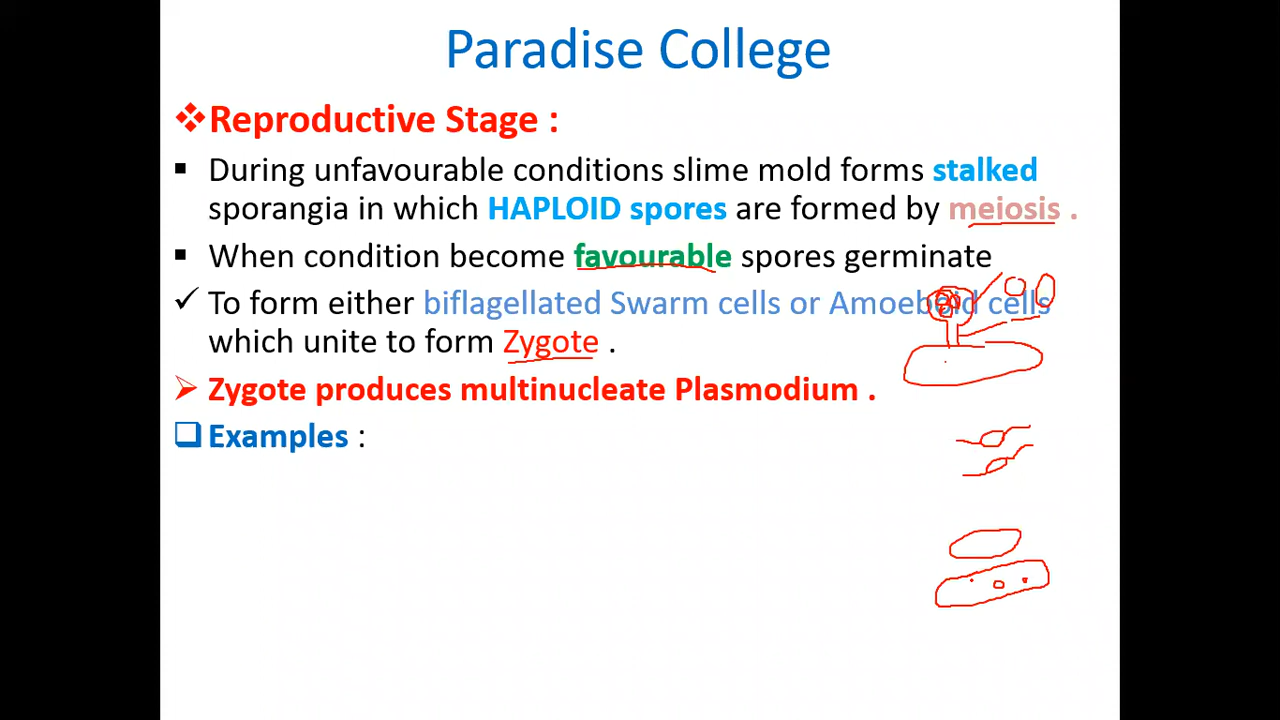 Paradise College
❖Reproductive Stage :
▪ During unfavourable conditions slime mold forms stalked
sporangia in which HAPLOID spores are formed by meiosis .
▪ When condition become favourable spores germinate
✓ To form either biflagellated Swarm cells or Amoeboid cells
which unite to form Zygote .
➢ Zygote produces multinucleate Plasmodium .
❑ Examples :